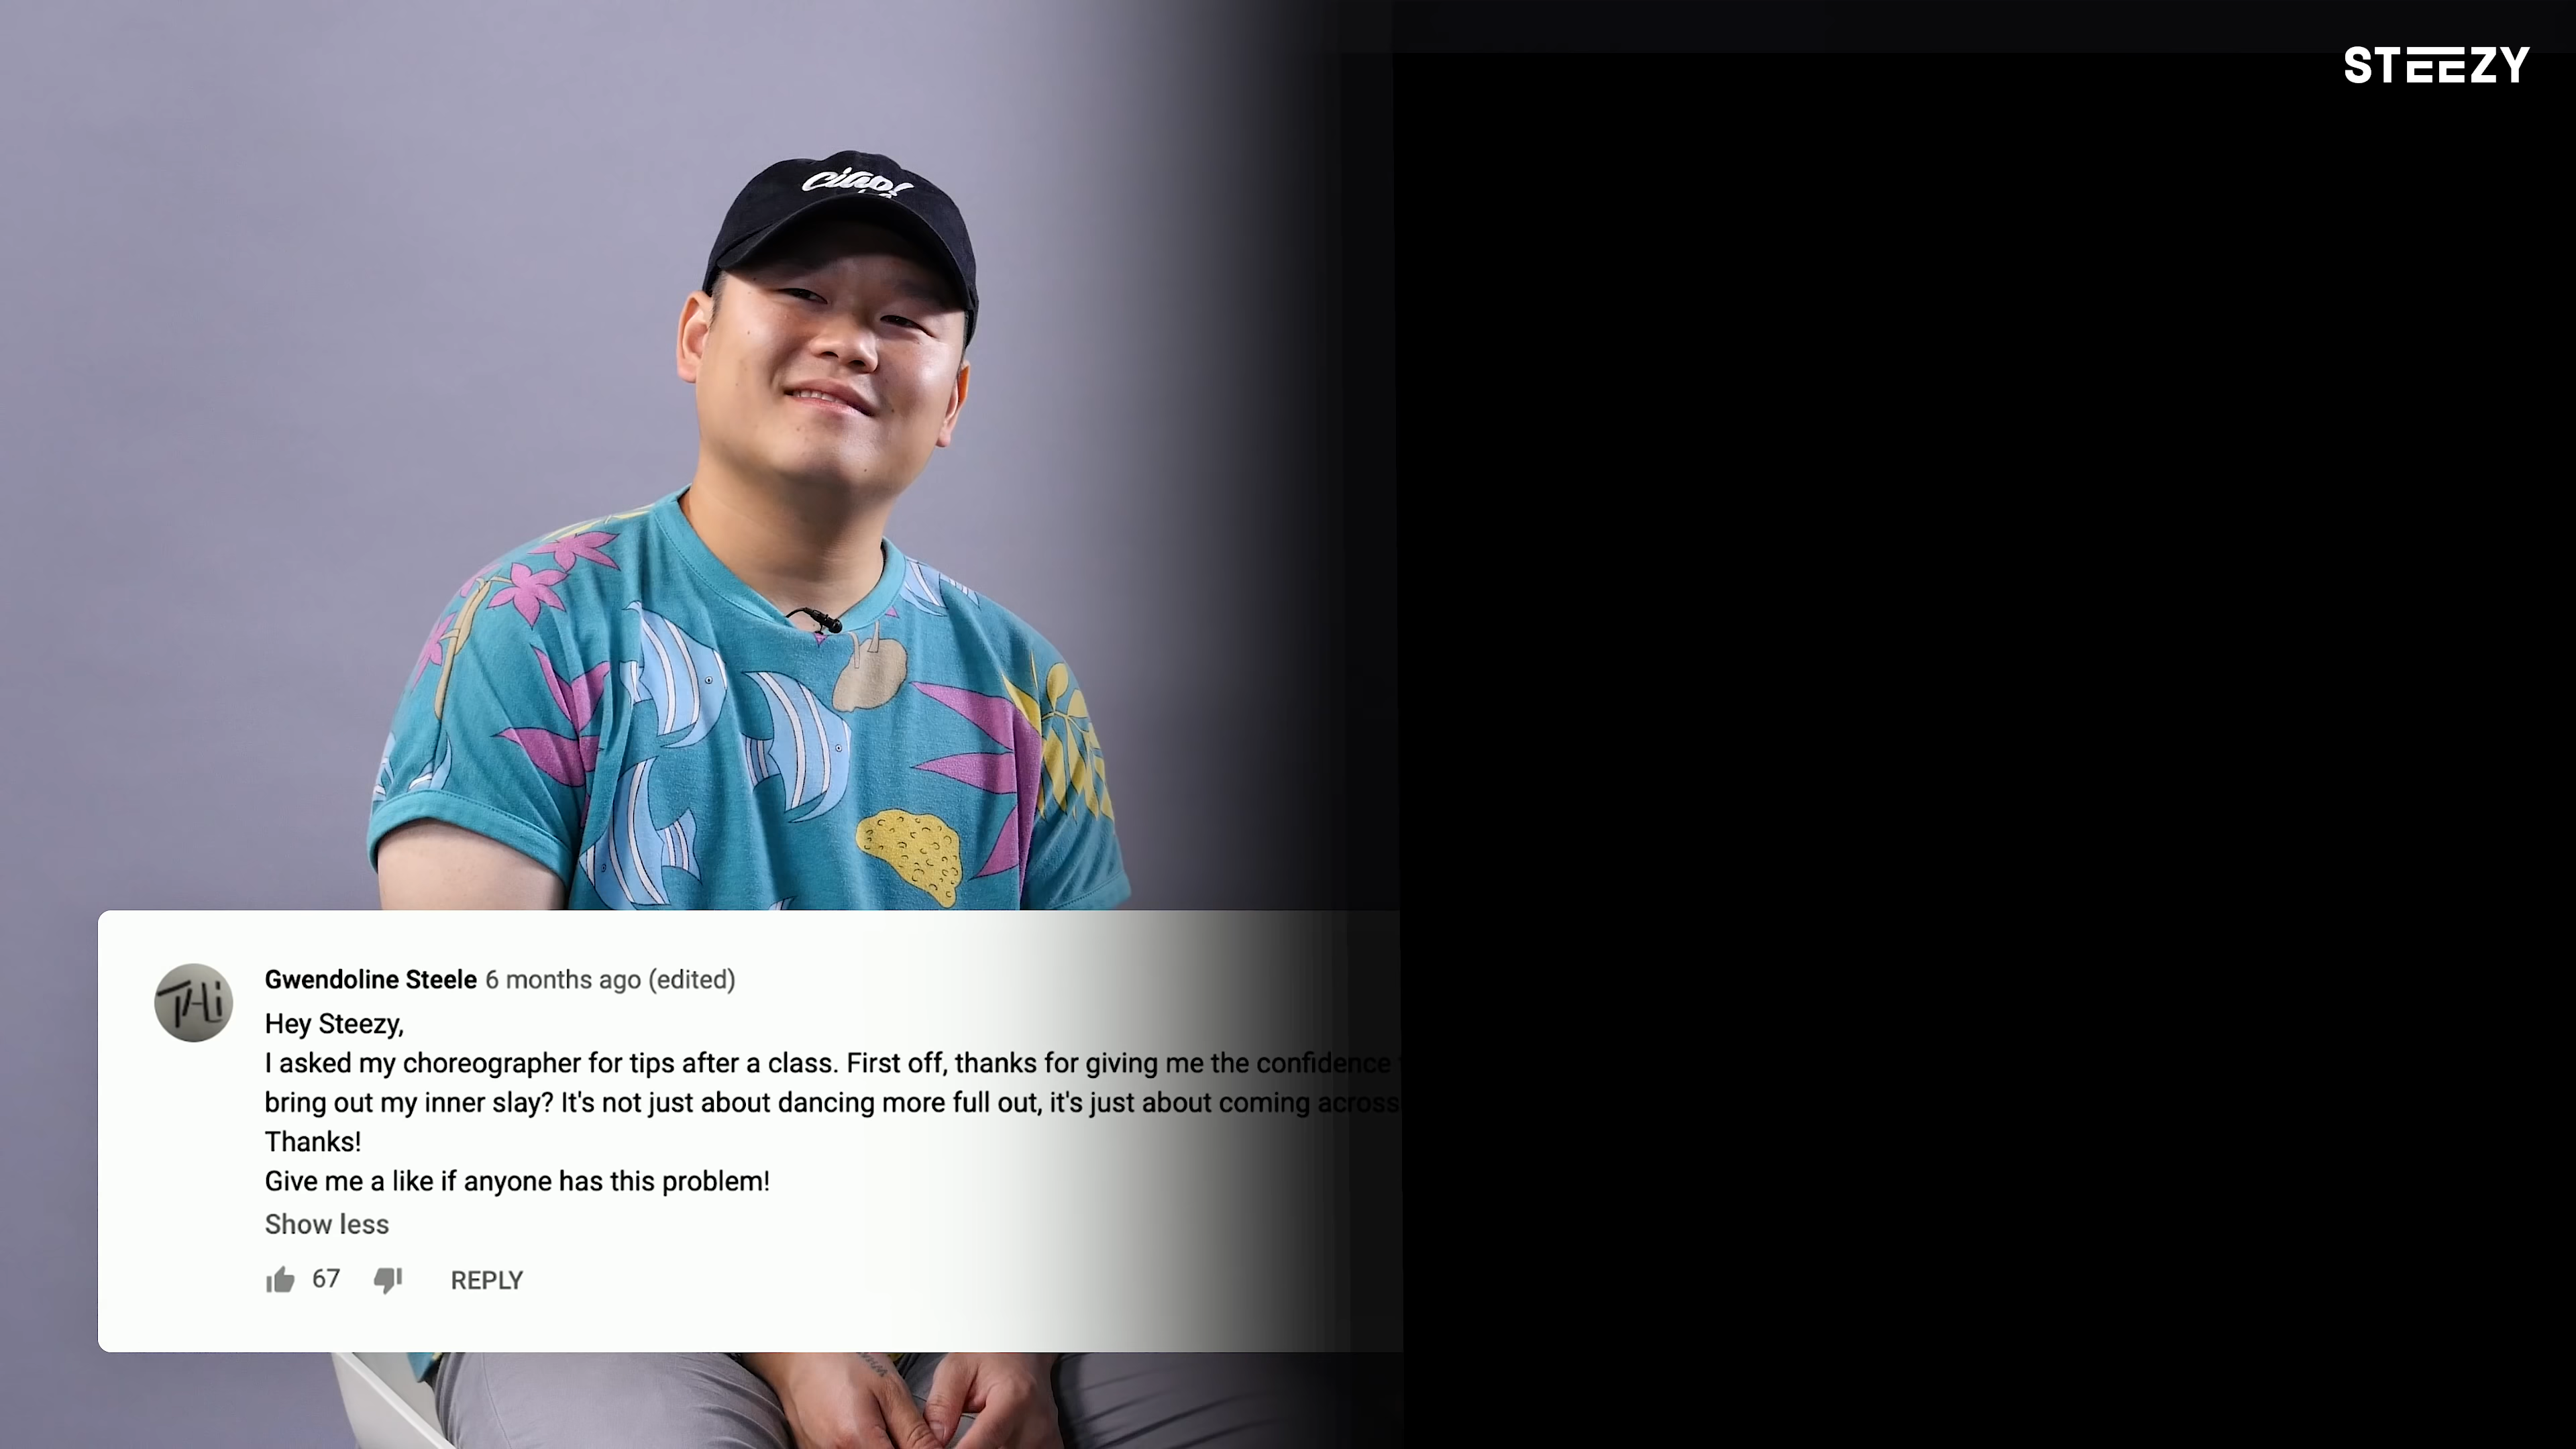 STEEZY
Ciao!
TALi
Gwendoline Steele 6 months ago (edited)
Hey Steezy,
I asked my choreographer for tips after a class. First off, thanks for giving me the confidence
bring out my inner slay? It's not just about dancing more full out, it's just about coming across
Thanks!
Give me a like if anyone has this problem!
Show less
67 REPLY